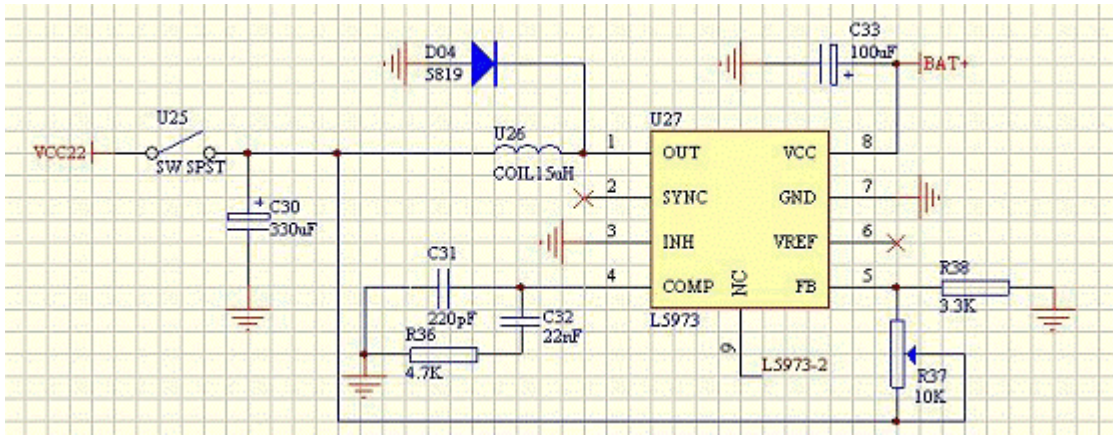 C33
100uF
BAT+
D04
5819
U25
VCC22
SW SPST
U26
COIL15uH
U27
1 OUT VCC 8
2 SYNC GND 7
3 INH VREF 6
4 COMP NC FB 5
L5973
9
L5973-2
C30
330uF
C31
220pF
C32
22nF
R36
4.7K
R38
3.3K
R37
10K